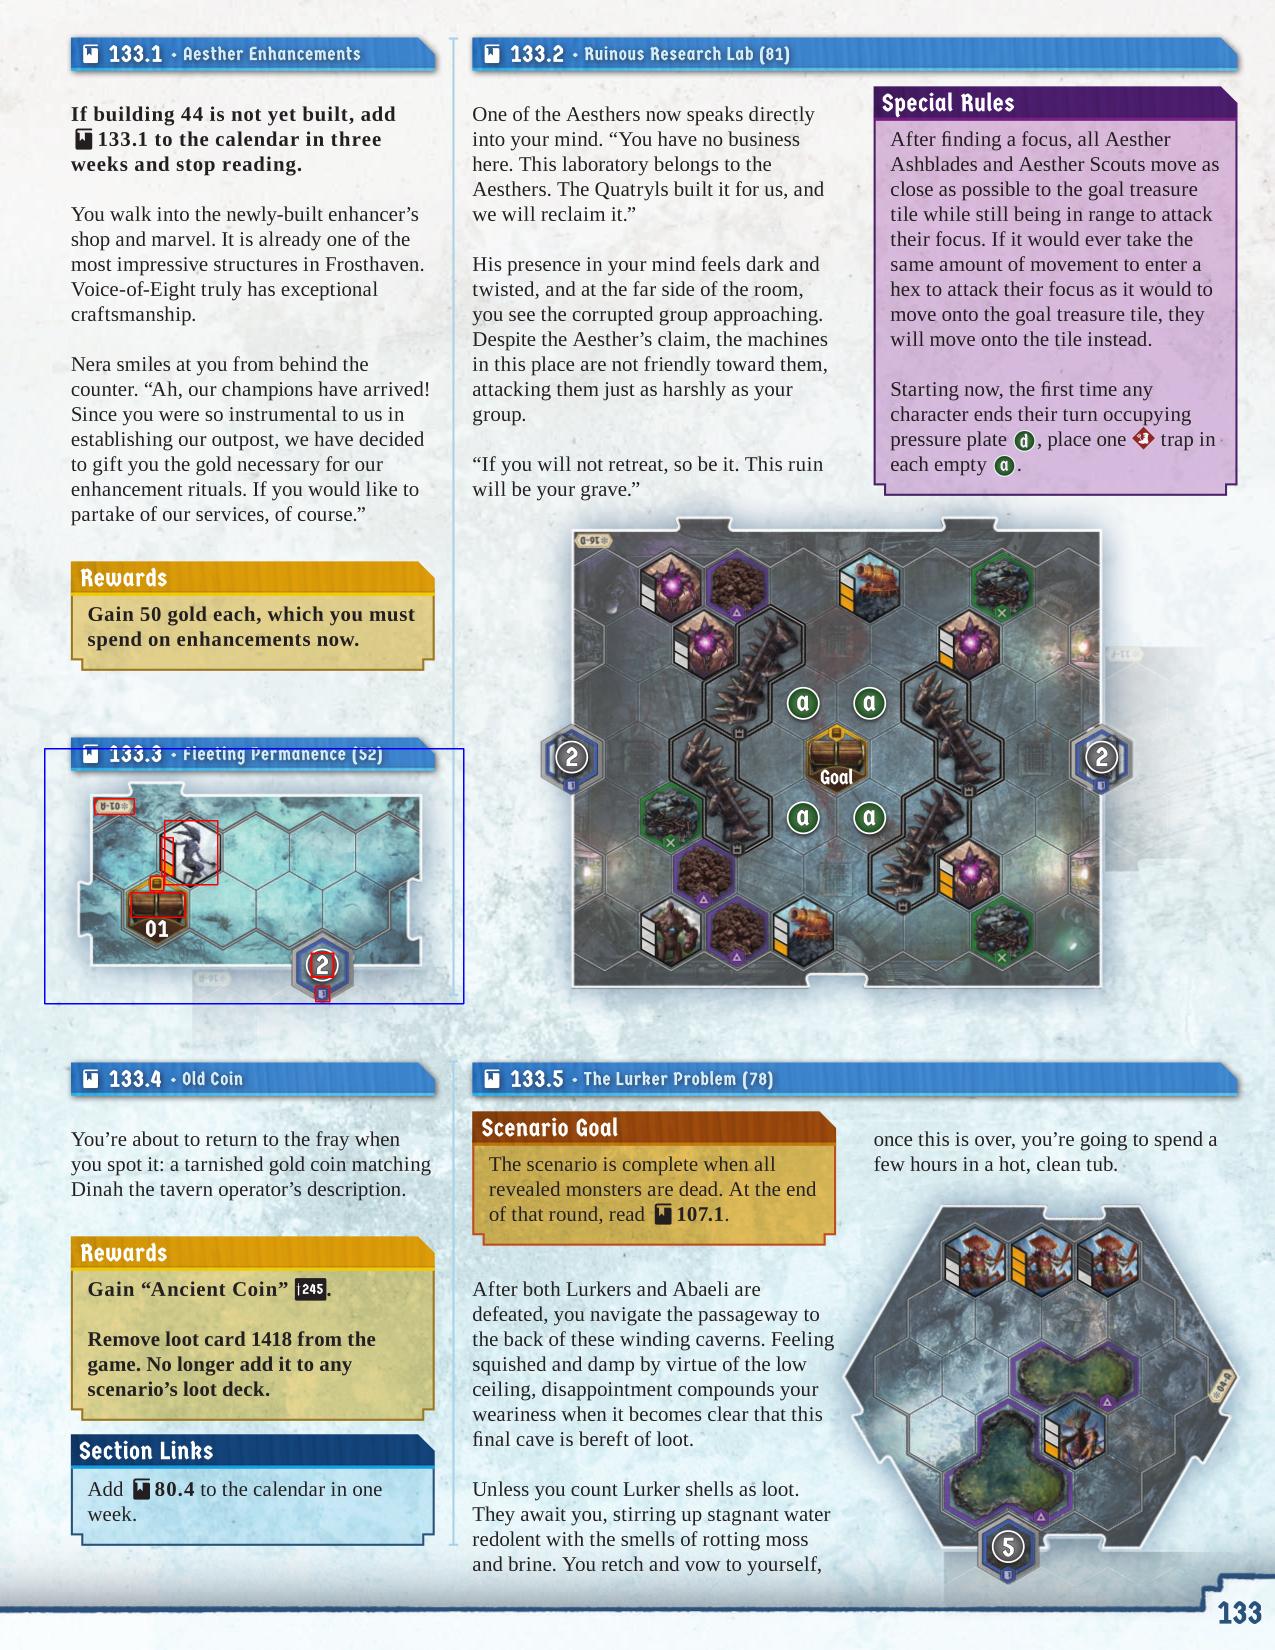 133.1 • Aesther Enhancements
If building 44 is not yet built, add
133.1 to the calendar in three
weeks and stop reading.
You walk into the newly-built enhancer’s
shop and marvel. It is already one of the
most impressive structures in Frosthaven.
Voice-of-Eight truly has exceptional
craftsmanship.
Nera smiles at you from behind the
counter. “Ah, our champions have arrived!
Since you were so instrumental to us in
establishing our outpost, we have decided
to gift you the gold necessary for our
enhancement rituals. If you would like to
partake of our services, of course.”
Rewards
Gain 50 gold each, which you must
spend on enhancements now.
133.2 • Ruinous Research Lab (81)
One of the Aesthers now speaks directly
into your mind. “You have no business
here. This laboratory belongs to the
Aesthers. The Quatryls built it for us, and
we will reclaim it.”
His presence in your mind feels dark and
twisted, and at the far side of the room,
you see the corrupted group approaching.
Despite the Aesther’s claim, the machines
in this place are not friendly toward them,
attacking them just as harshly as your
group.
“If you will not retreat, so be it. This ruin
will be your grave.”
Special Rules
After finding a focus, all Aesther
Ashblades and Aesther Scouts move as
close as possible to the goal treasure
tile while still being in range to attack
their focus. If it would ever take the
same amount of movement to enter a
hex to attack their focus as it would to
move onto the goal treasure tile, they
will move onto the tile instead.
Starting now, the first time any
character ends their turn occupying
pressure plate d, place one trap in
each empty a.
16-D
a a
2 Goal 2
a a
11-F
133.3 • Fleeting Permanence (52)
01-A
01
2
16-A
133.4 • Old Coin
You’re about to return to the fray when
you spot it: a tarnished gold coin matching
Dinah the tavern operator’s description.
Rewards
Gain “Ancient Coin” 245.
Remove loot card 1418 from the
game. No longer add it to any
scenario’s loot deck.
Section Links
Add 80.4 to the calendar in one
week.
133.5 • The Lurker Problem (78)
Scenario Goal
The scenario is complete when all
revealed monsters are dead. At the end
of that round, read 107.1.
After both Lurkers and Abaeli are
defeated, you navigate the passageway to
the back of these winding caverns. Feeling
squished and damp by virtue of the low
ceiling, disappointment compounds your
weariness when it becomes clear that this
final cave is bereft of loot.
Unless you count Lurker shells as loot.
They await you, stirring up stagnant water
redolent with the smells of rotting moss
and brine. You retch and vow to yourself,
once this is over, you’re going to spend a
few hours in a hot, clean tub.
04-A
5
133